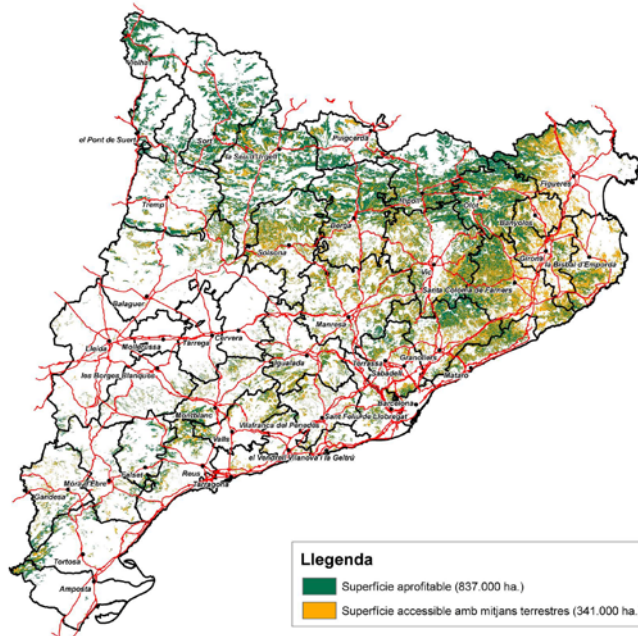 Vielha
el Pont de Suert
Sort
la Seu d'Urgell
Puigcerdà
Ripoll
Olot
Figueres
Tremp
Berga
Banyoles
Solsona
Girona
la Bisbal d'Empordà
Vic
Santa Coloma de Farners
Balaguer
Manresa
Cervera
Lleida
Mollerussa
Tàrrega
Igualada
Terrassa
Granollers
Sabadell
Mataró
les Borges Blanques
Barcelona
Montblanc
Sant Feliu de Llobregat
Vilafranca del Penedès
Valls
el Vendrell
Vilanova i la Geltrú
Reus
Falset
Tarragona
Móra d'Ebre
Gandesa
Tortosa
Amposta
Llegenda
Superfície aprofitable (837.000 ha.)
Superfície accessible amb mitjans terrestres (341.000 ha.